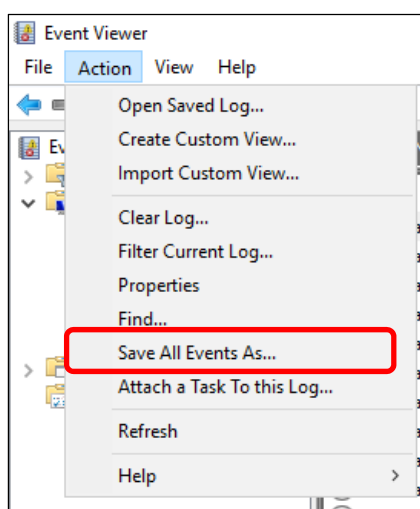 Event Viewer
File Action View Help
Ev
Open Saved Log...
Create Custom View...
Import Custom View...
Clear Log...
Filter Current Log...
Properties
Find...
Save All Events As...
Attach a Task To this Log...
Refresh
Help